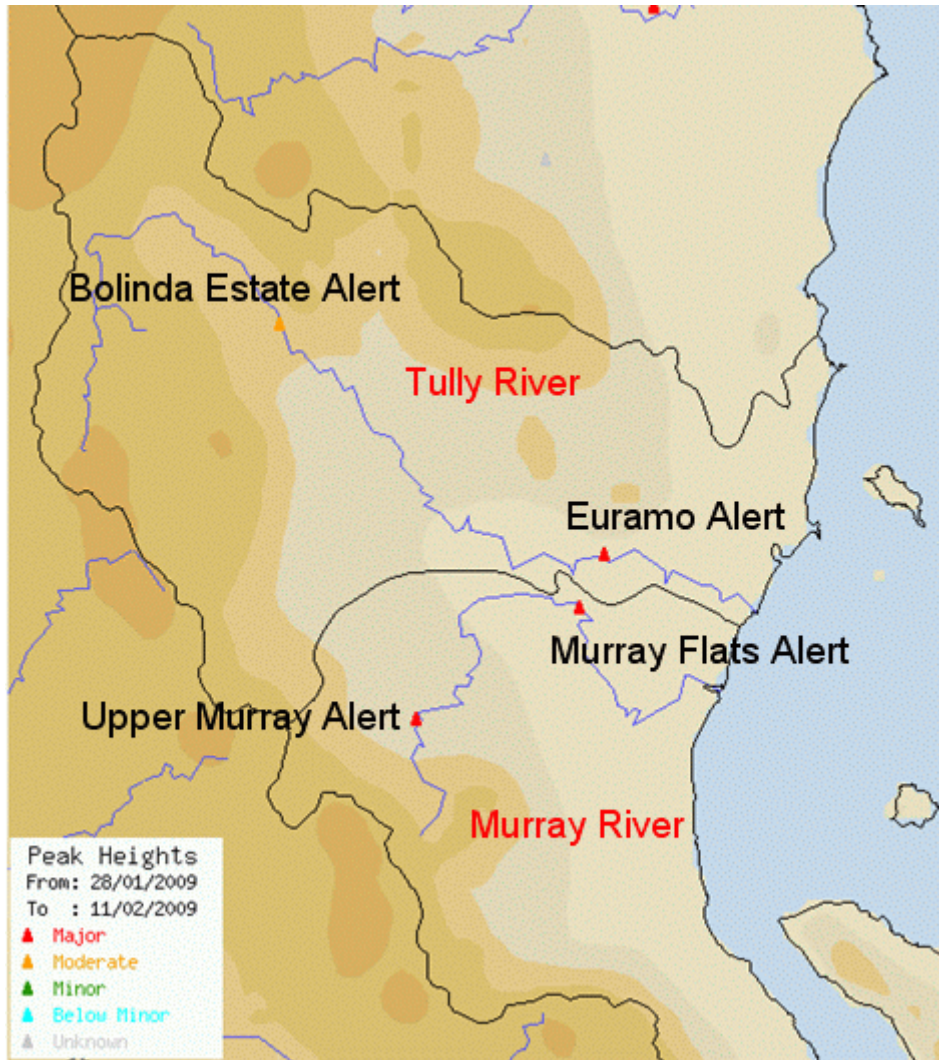 Bolinda Estate Alert
Tully River
Euramo Alert
Murray Flats Alert
Upper Murray Alert
Murray River
Peak Heights
From: 28/01/2009
To : 11/02/2009
Major
Moderate
Minor
Below Minor
Unknown